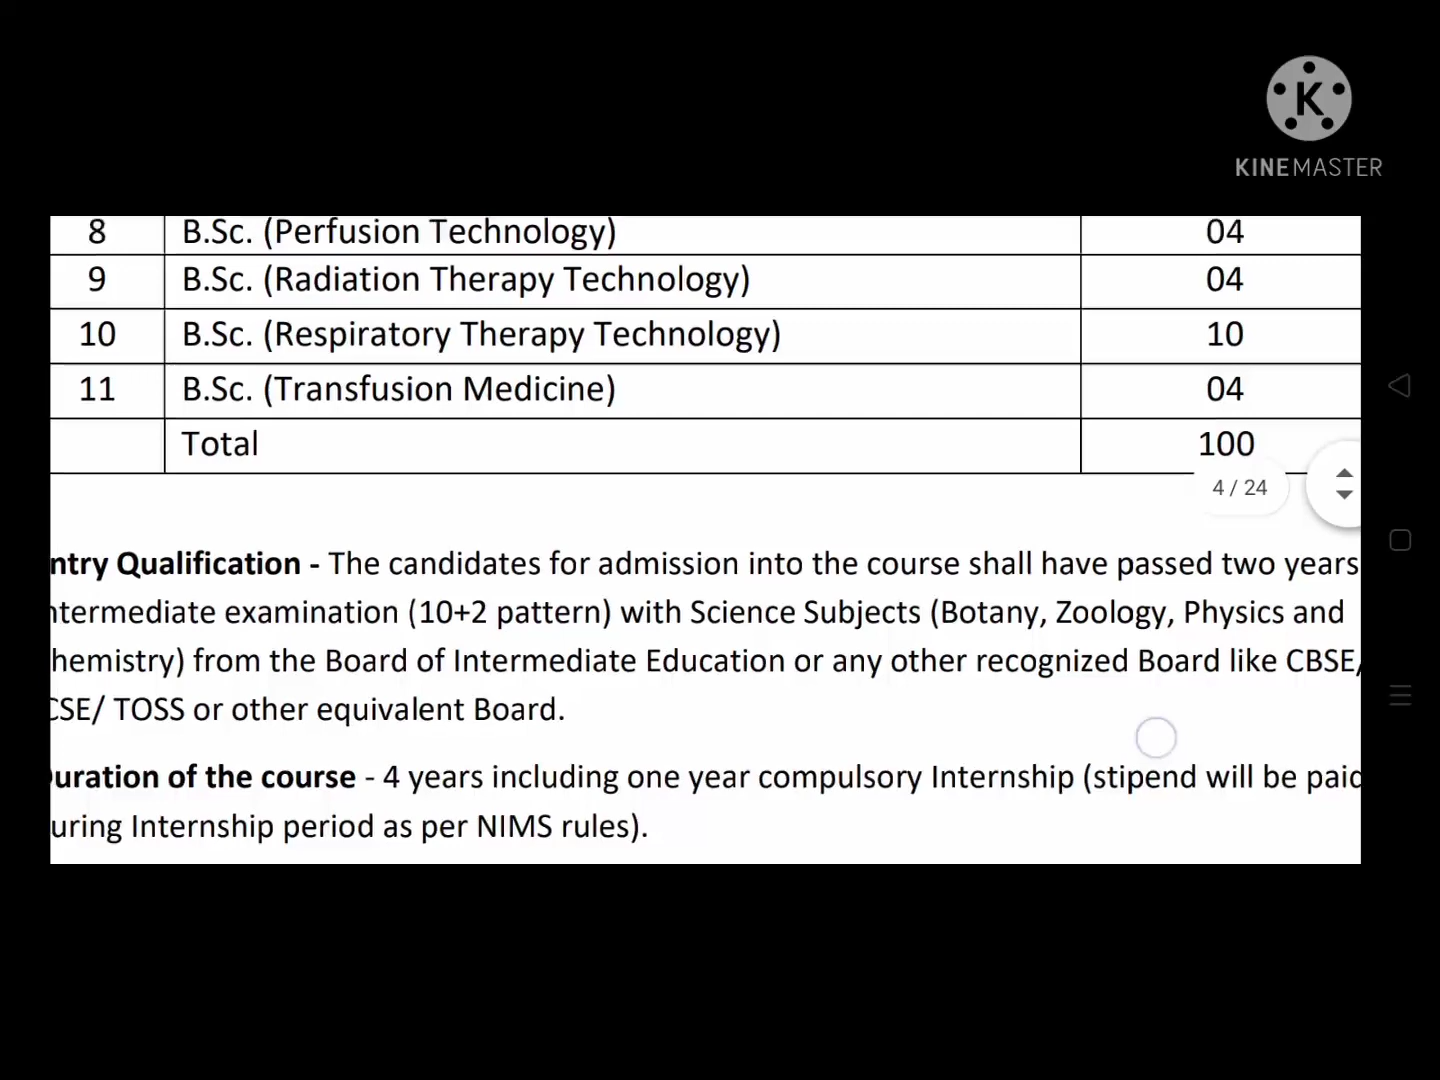 K
KINEMASTER
8 B.Sc. (Perfusion Technology) 04
9 B.Sc. (Radiation Therapy Technology) 04
10 B.Sc. (Respiratory Therapy Technology) 10
11 B.Sc. (Transfusion Medicine) 04
Total 100
4 / 24
ntry Qualification - The candidates for admission into the course shall have passed two years
ntermediate examination (10+2 pattern) with Science Subjects (Botany, Zoology, Physics and
hemistry) from the Board of Intermediate Education or any other recognized Board like CBSE/
CSE/ TOSS or other equivalent Board.
uration of the course - 4 years including one year compulsory Internship (stipend will be paid
uring Internship period as per NIMS rules).